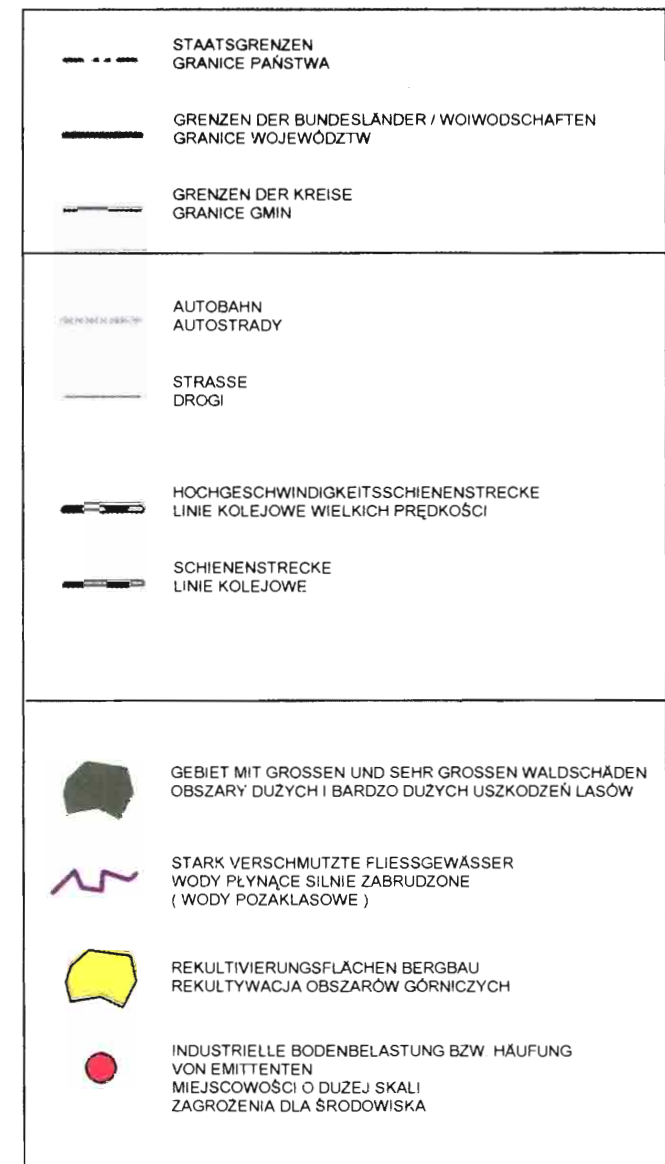 STAATSGRENZEN
GRANICE PAŃSTWA
GRENZEN DER BUNDESLÄNDER / WOIWODSCHAFTEN
GRANICE WOJEWÓDZTW
GRENZEN DER KREISE
GRANICE GMIN
AUTOBAHN
AUTOSTRADY
STRASSE
DROGI
HOCHGESCHWINDIGKEITSSCHIENENSTRECKE
LINIE KOLEJOWE WIELKICH PRĘDKOŚCI
SCHIENENSTRECKE
LINIE KOLEJOWE
GEBIET MIT GROSSEN UND SEHR GROSSEN WALDSCHÄDEN
OBSZARY DUŻYCH I BARDZO DUŻYCH USZKODZEŃ LASÓW
STARK VERSCHMUTZTE FLIESSGEWÄSSER
WODY PŁYNĄCE SILNIE ZABRUDZONE
( WODY POZAKLASOWE )
REKULTIVIERUNGSFLÄCHEN BERGBAU
REKULTYWACJA OBSZARÓW GÓRNICZYCH
INDUSTRIELLE BODENBELASTUNG BZW. HÄUFUNG
VON EMITTENTEN
MIEJSCOWOŚCI O DUŻEJ SKALI
ZAGROŻENIA DLA ŚRODOWISKA